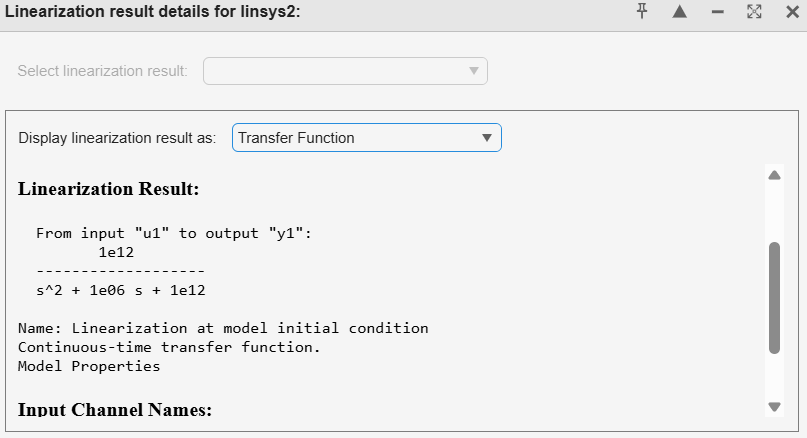 Linearization result details for linsys2:
Select linearization result:
Display linearization result as: Transfer Function
Linearization Result:
From input "u1" to output "y1":
1e12
-------------------
s^2 + 1e06 s + 1e12
Name: Linearization at model initial condition
Continuous-time transfer function.
Model Properties
Input Channel Names: